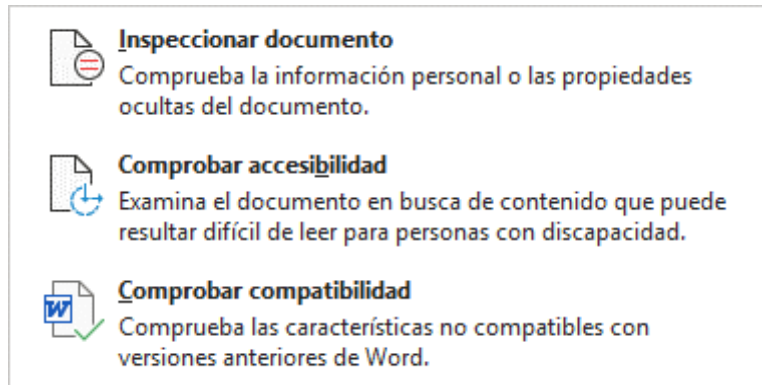 Inspeccionar documento
Comprueba la información personal o las propiedades
ocultas del documento.
Comprobar accesibilidad
Examina el documento en busca de contenido que puede
resultar difícil de leer para personas con discapacidad.
Comprobar compatibilidad
Comprueba las características no compatibles con
versiones anteriores de Word.